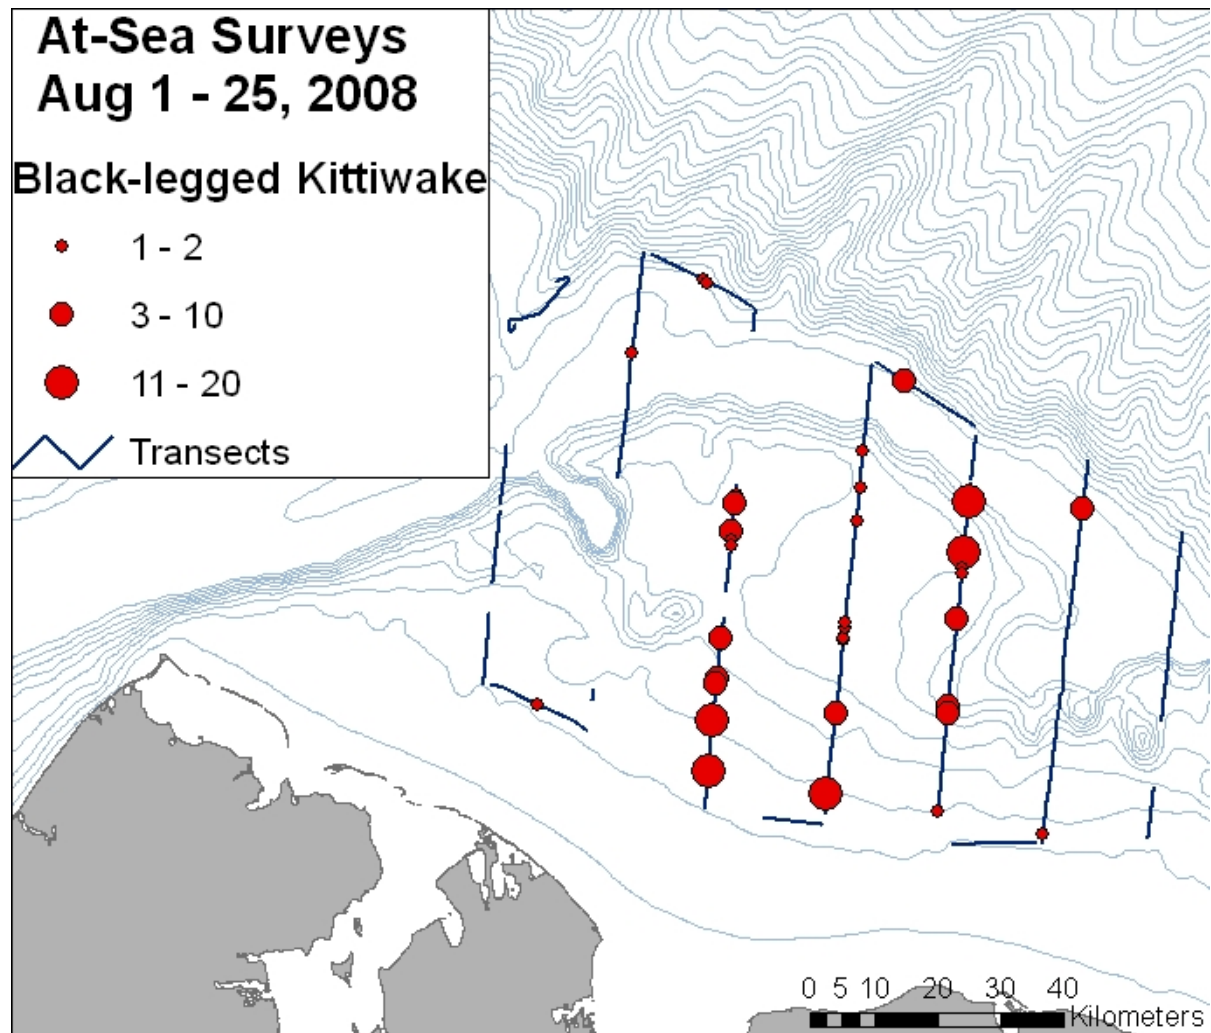 At-Sea Surveys
Aug 1 - 25, 2008
Black-legged Kittiwake
1 - 2
3 - 10
11 - 20
Transects
0 5 10 20 30 40
Kilometers